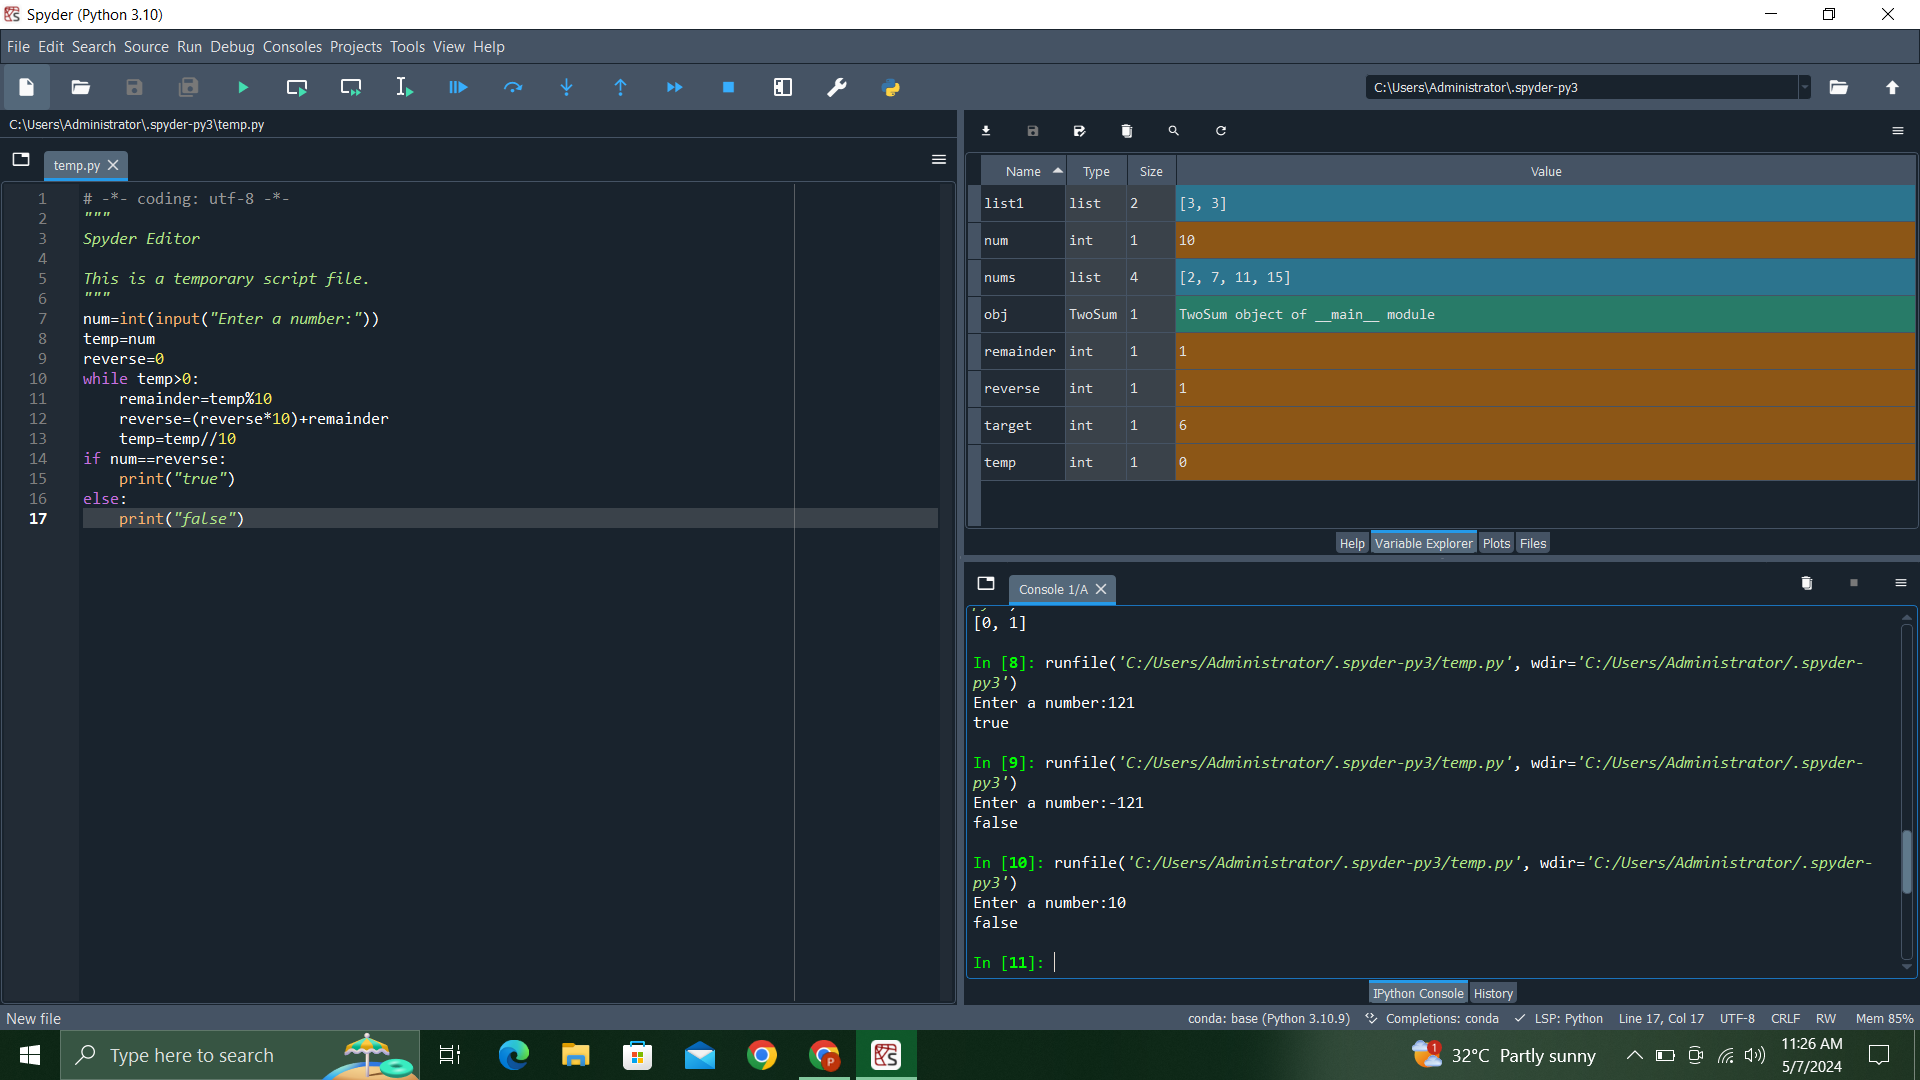 Spyder (Python 3.10)
File Edit Search Source Run Debug Consoles Projects Tools View Help
C:\Users\Administrator\.spyder-py3
C:\Users\Administrator\.spyder-py3\temp.py
temp.py
1 # -*- coding: utf-8 -*-
2 """
3 Spyder Editor
4
5 This is a temporary script file.
6 """
7 num=int(input("Enter a number:"))
8 temp=num
9 reverse=0
10 while temp>0:
11     remainder=temp%10
12     reverse=(reverse*10)+remainder
13     temp=temp//10
14 if num==reverse:
15     print("true")
16 else:
17     print("false")
Name Type Size Value
list1 list 2 [3, 3]
num int 1 10
nums list 4 [2, 7, 11, 15]
obj TwoSum 1 TwoSum object of __main__ module
remainder int 1 1
reverse int 1 1
target int 1 6
temp int 1 0
Help Variable Explorer Plots Files
Console 1/A
[0, 1]
In [8]: runfile('C:/Users/Administrator/.spyder-py3/temp.py', wdir='C:/Users/Administrator/.spyder-
py3')
Enter a number:121
true
In [9]: runfile('C:/Users/Administrator/.spyder-py3/temp.py', wdir='C:/Users/Administrator/.spyder-
py3')
Enter a number:-121
false
In [10]: runfile('C:/Users/Administrator/.spyder-py3/temp.py', wdir='C:/Users/Administrator/.spyder-
py3')
Enter a number:10
false
In [11]:
IPython Console History
New file
conda: base (Python 3.10.9) Completions: conda LSP: Python Line 17, Col 17 UTF-8 CRLF RW Mem 85%
Type here to search
1
32°C Partly sunny
11:26 AM
5/7/2024